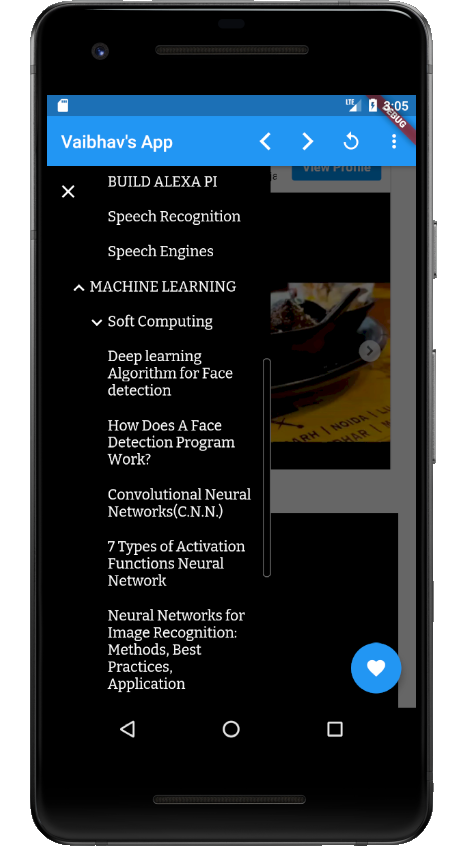 LTE 3:05
DEBUG
Vaibhav's App
View Profile
BUILD ALEXA PI
Speech Recognition
Speech Engines
MACHINE LEARNING
Soft Computing
Deep learning
Algorithm for Face
detection
How Does A Face
Detection Program
Work?
Convolutional Neural
Networks(C.N.N.)
7 Types of Activation
Functions Neural
Network
Neural Networks for
Image Recognition:
Methods, Best
Practices,
Application
ARH | NOIDA |